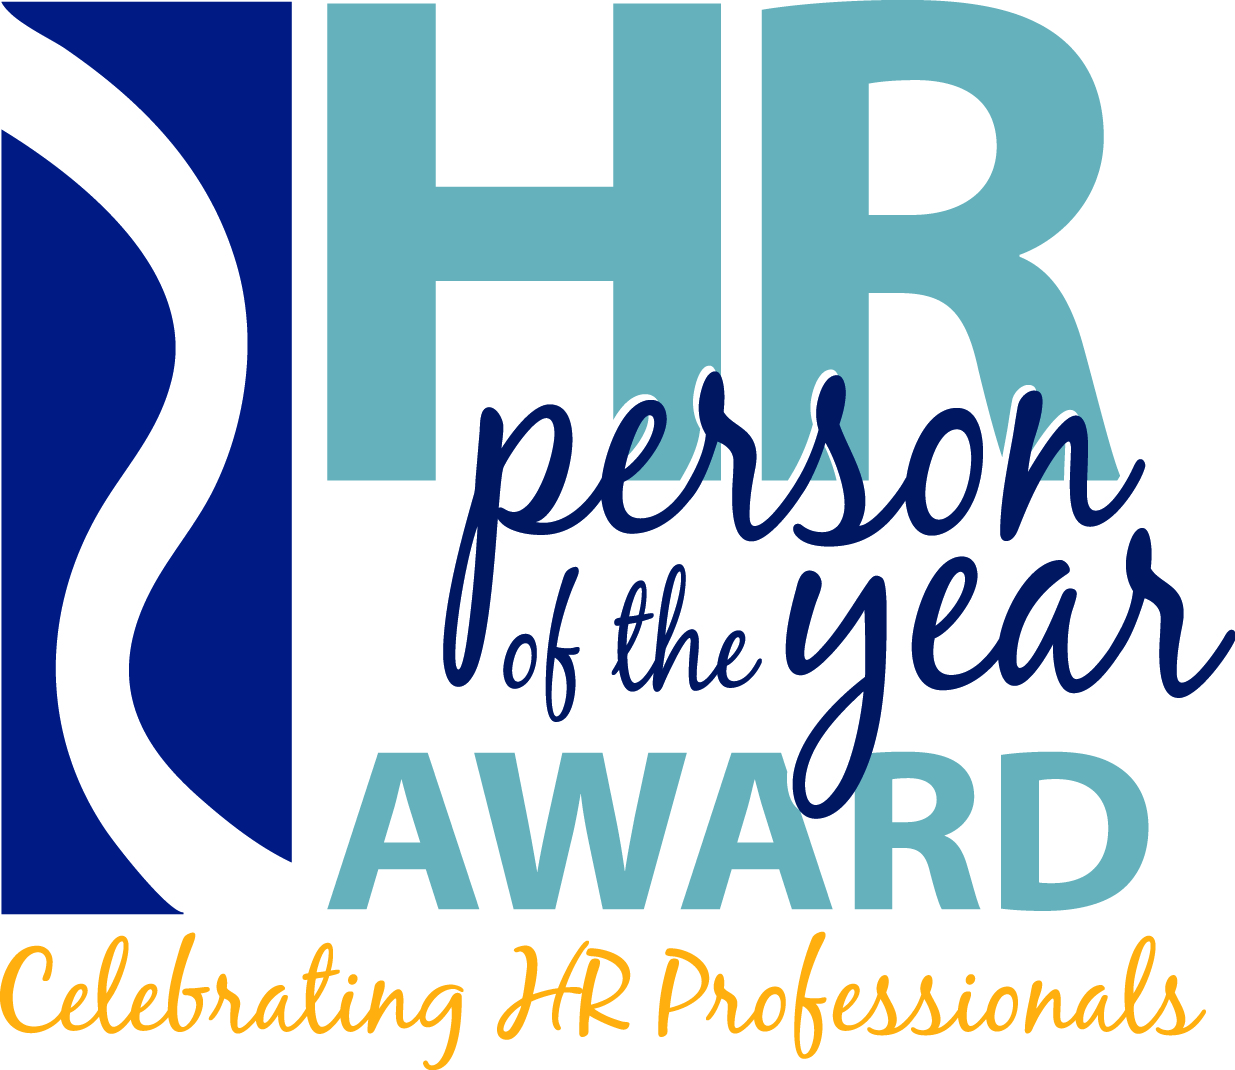 HR
person
of the year
AWARD
Celebrating HR Professionals